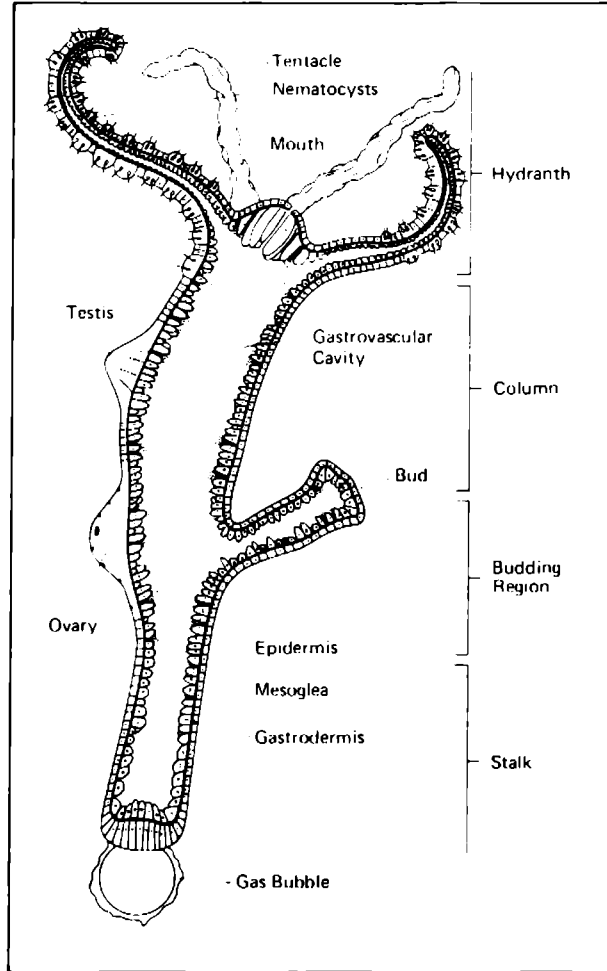 Tentacle
Nematocysts
Mouth
Hydranth
Testis
Gastrovascular
Cavity
Column
Bud
Budding
Region
Ovary
Epidermis
Mesoglea
Gastrodermis
Stalk
- Gas Bubble